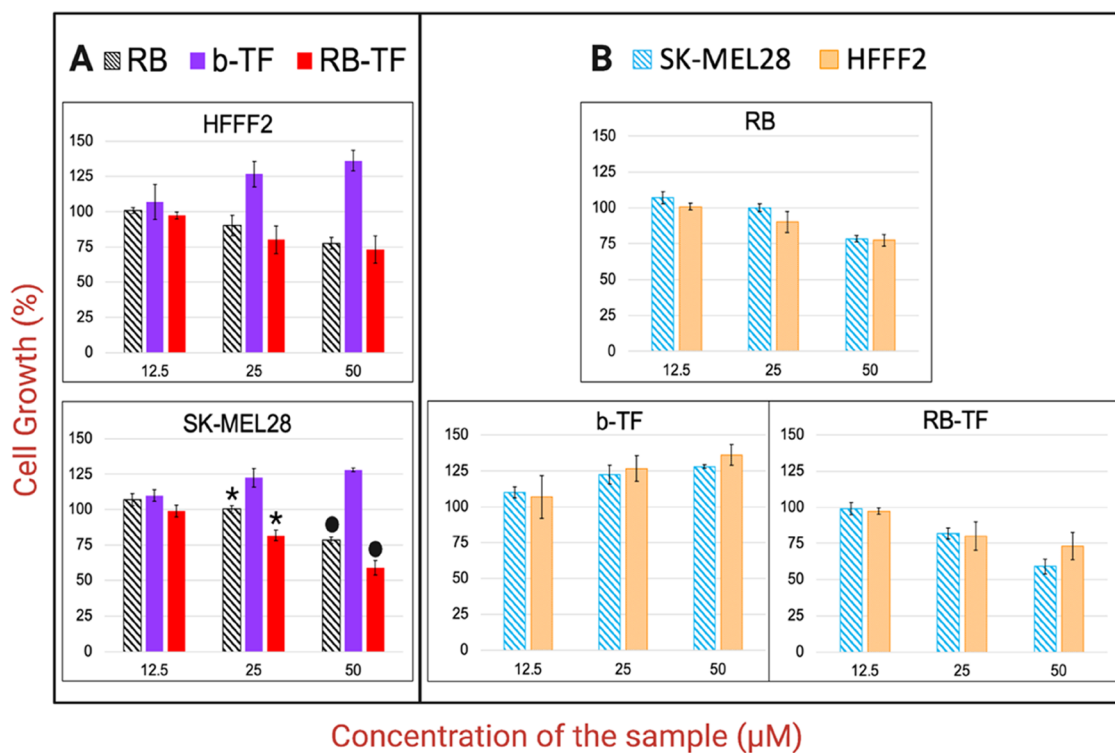 A RB b-TF RB-TF
HFFF2
150
125
100
75
50
25
0
12.5 25 50
SK-MEL28
150
125
100
75
50
25
0
* *
12.5 25 50
B SK-MEL28 HFFF2
RB
150
125
100
75
50
25
0
12.5 25 50
b-TF
150
125
100
75
50
25
0
12.5 25 50
RB-TF
150
125
100
75
50
25
0
12.5 25 50
Cell Growth (%)
Concentration of the sample (µM)